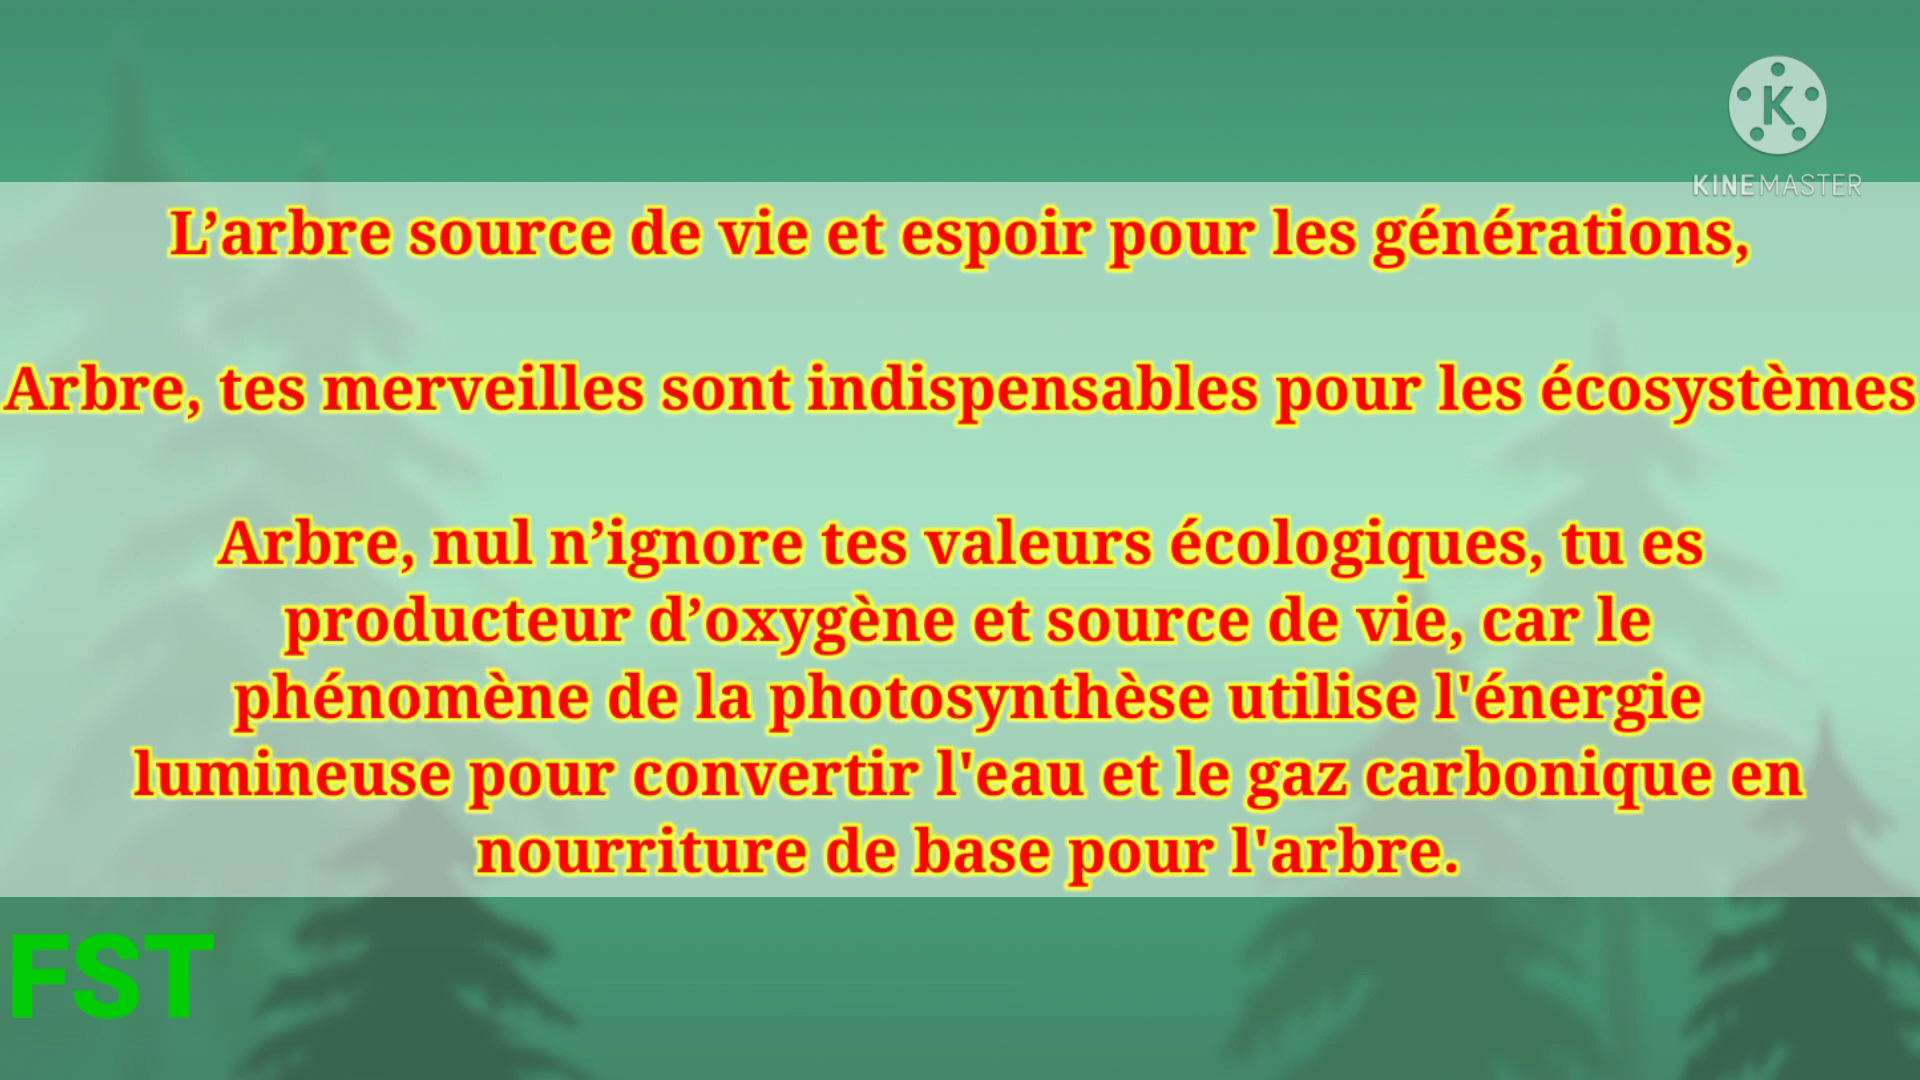 K
KINEMASTER
L’arbre source de vie et espoir pour les générations,
Arbre, tes merveilles sont indispensables pour les écosystèmes
Arbre, nul n’ignore tes valeurs écologiques, tu es
producteur d’oxygène et source de vie, car le
phénomène de la photosynthèse utilise l'énergie
lumineuse pour convertir l'eau et le gaz carbonique en
nourriture de base pour l'arbre.
FST